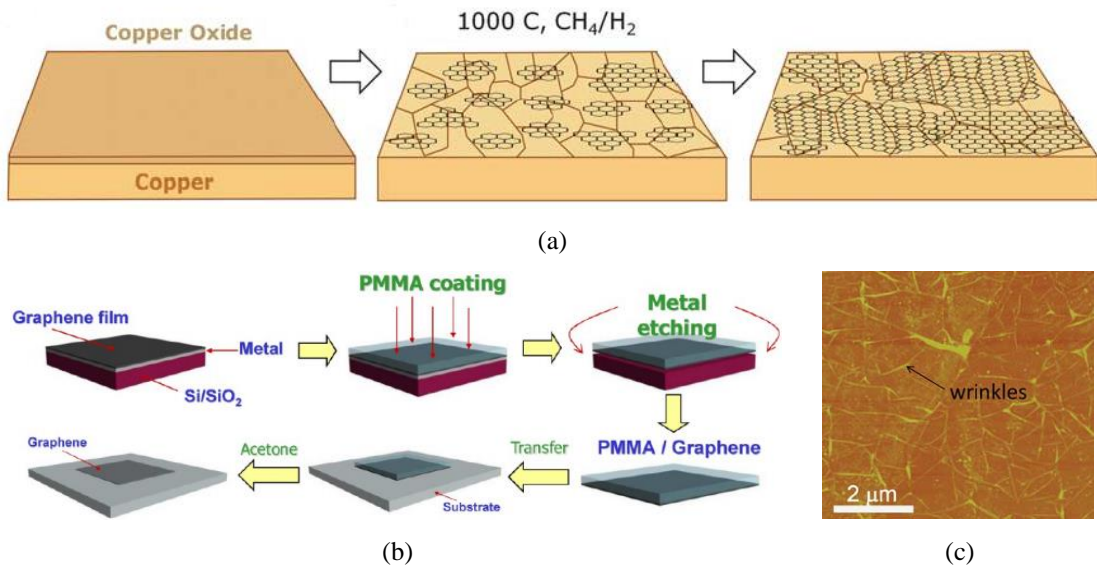 Copper Oxide
1000 C, CH₄/H₂
Copper
(a)
PMMA coating
Graphene film
Metal
Si/SiO₂
Metal
etching
PMMA / Graphene
Transfer
Substrate
Acetone
Graphene
(b)
wrinkles
2 μm
(c)